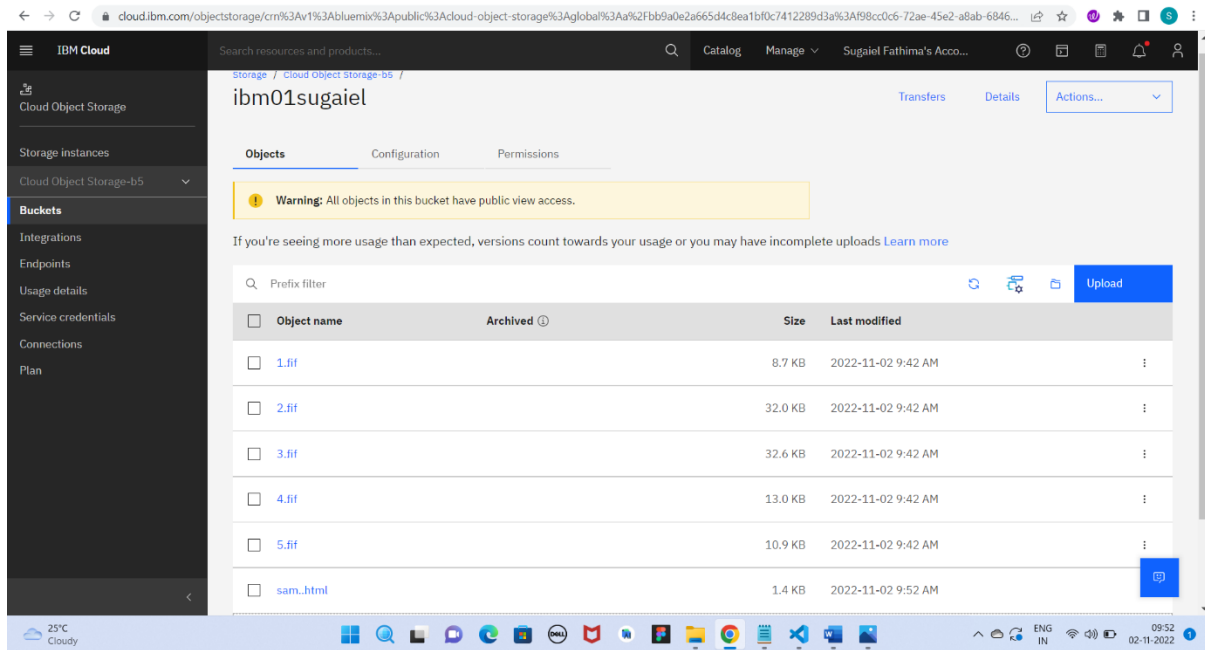 cloud.ibm.com/objectstorage/crn%3Av1%3Abluemix%3Apublic%3Acloud-object-storage%3Aglobal%3Aa%2Fbb9a0e2a665d4c8ea1bf0c7412289d3a%3Af98cc0c6-72ae-45e2-a8ab-6846...
S
IBM Cloud
Search resources and products...
Catalog
Manage
Sugaiel Fathima's Acco...
Cloud Object Storage
Storage / Cloud Object Storage-b5 /
ibm01sugaiel
Transfers
Details
Actions...
Storage instances
Cloud Object Storage-b5
Buckets
Integrations
Endpoints
Usage details
Service credentials
Connections
Plan
Objects Configuration Permissions
Warning: All objects in this bucket have public view access.
If you're seeing more usage than expected, versions count towards your usage or you may have incomplete uploads Learn more
Prefix filter
Upload
Object name Archived Size Last modified
1.fif 8.7 KB 2022-11-02 9:42 AM
2.fif 32.0 KB 2022-11-02 9:42 AM
3.fif 32.6 KB 2022-11-02 9:42 AM
4.fif 13.0 KB 2022-11-02 9:42 AM
5.fif 10.9 KB 2022-11-02 9:42 AM
sam..html 1.4 KB 2022-11-02 9:52 AM
25°C
Cloudy
DELL
ENG
IN
09:52
02-11-2022
1